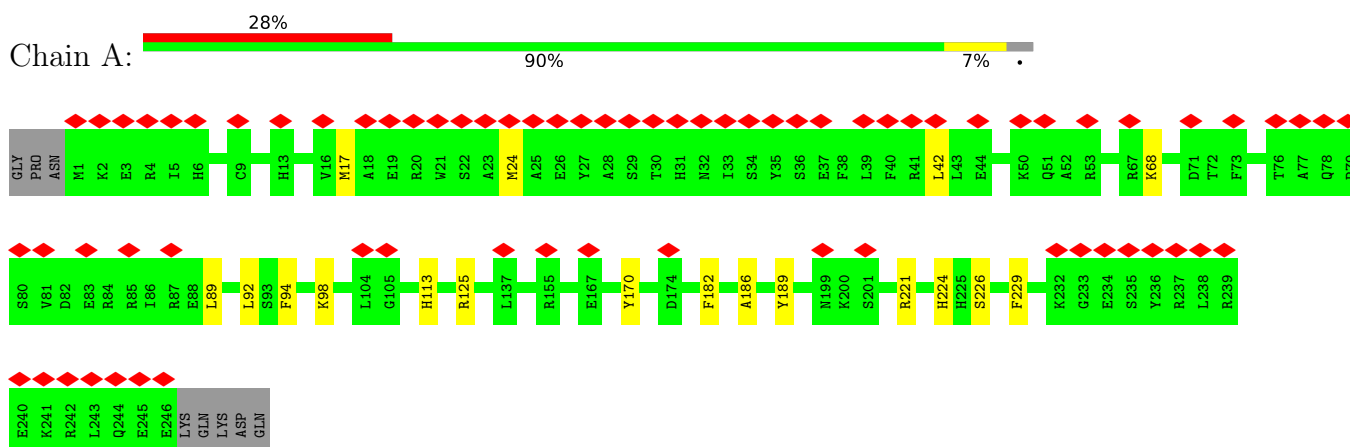 28%
Chain A:
90% 7% •
GLY PRO ASN M1 K2 E3 R4 I5 H6 C9 H13 V16 M17 A18 E19 R20 W21 S22 A23 M24 A25 E26 Y27 A28 S29 T30 H31 N32 I33 S34 Y35 S36 E37 F38 L39 F40 R41 L42 L43 E44 K50 Q51 A52 R53 R67 K68 D71 T72 F73 T76 A77 Q78
S80 V81 D82 E83 R84 R85 I86 R87 E88 L89 L92 S93 F94 K98 L104 G105 H113 R125 L137 R155 E167 Y170 D174 F182 A186 Y189 N199 K200 S201 R221 H224 H225 S226 F229 K232 G233 E234 S235 Y236 R237 L238 R239
E240 K241 R242 L243 Q244 E245 E246 LYS GLN LYS ASP GLN